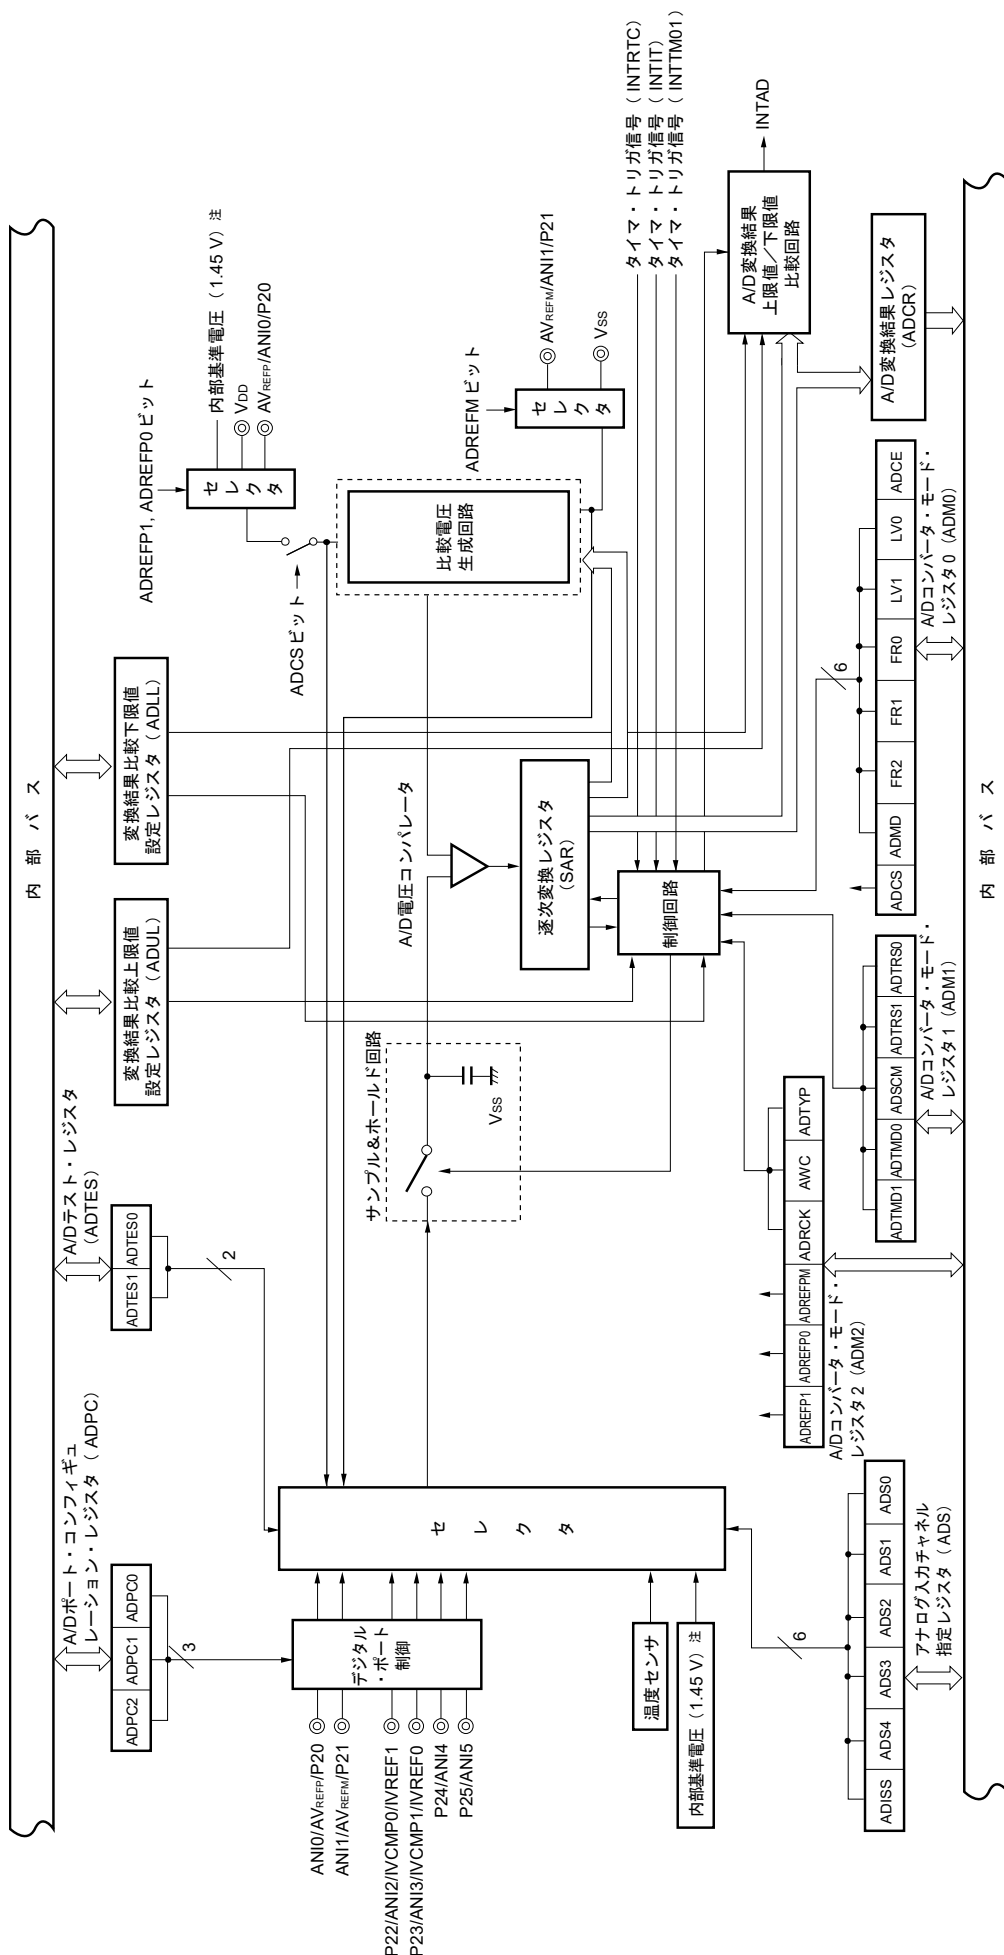 内 部 バ ス
A/Dポート・コンフィギュ
レーション・レジスタ（ADPC）
ADPC2 ADPC1 ADPC0
3
A/Dテスト・レジスタ
（ADTES）
ADTES1 ADTES0
2
変換結果比較上限値
設定レジスタ（ADUL）
変換結果比較下限値
設定レジスタ（ADLL）
ADREFP1, ADREFP0ビット
内部基準電圧（1.45 V）注
VDD
AVREFP/ANI0/P20
セレクタ
ADCSビット
デジタル
・ポート
制御
ANI0/AVREFP/P20
ANI1/AVREFM/P21
P22/ANI2/IVCMP0/IVREF1
P23/ANI3/IVCMP1/IVREF0
P24/ANI4
P25/ANI5
セ レ ク タ
サンプル&ホールド回路
VSS
A/D電圧コンパレータ
比較電圧
生成回路
ADREFMビット
セレクタ
AVREFM/ANI1/P21
VSS
逐次変換レジスタ
（SAR）
制御回路
タイマ・トリガ信号（INTRTC）
タイマ・トリガ信号（INTIT）
タイマ・トリガ信号（INTTM01）
A/D変換結果
上限値／下限値
比較回路
INTAD
温度センサ
内部基準電圧（1.45 V）注
6
ADISS ADS4 ADS3 ADS2 ADS1 ADS0
アナログ入力チャネル
指定レジスタ（ADS）
ADREFP1 ADREFP0 ADREFPM ADRCK AWC ADTYP
A/Dコンバータ・モード・
レジスタ2（ADM2）
ADTMD1 ADTMD0 ADSCM ADTRS1 ADTRS0
A/Dコンバータ・モード・
レジスタ1（ADM1）
6
ADCS ADMD FR2 FR1 FR0 LV1 LV0 ADCE
A/Dコンバータ・モード・
レジスタ0（ADM0）
A/D変換結果レジスタ
（ADCR）
内 部 バ ス